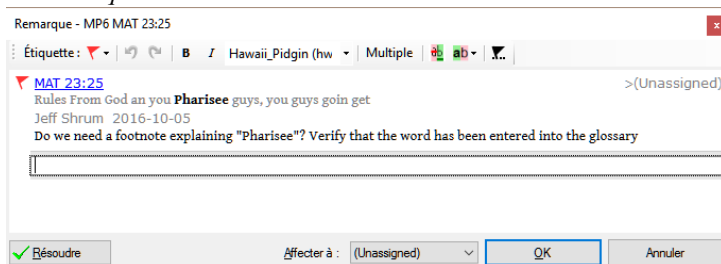 Remarque - MP6 MAT 23:25
x
Étiquette : B I Hawaii_Pidgin (hw Multiple ab ab
MAT 23:25 >(Unassigned)
Rules From God an you Pharisee guys, you guys goin get
Jeff Shrum 2016-10-05
Do we need a footnote explaining "Pharisee"? Verify that the word has been entered into the glossary
Résoudre Affecter à : (Unassigned) OK Annuler